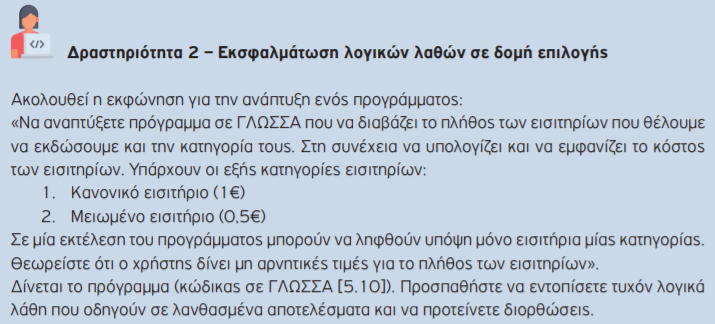 </>
Δραστηριότητα 2 – Εκσφαλμάτωση λογικών λαθών σε δομή επιλογής
Ακολουθεί η εκφώνηση για την ανάπτυξη ενός προγράμματος:
«Να αναπτύξετε πρόγραμμα σε ΓΛΩΣΣΑ που να διαβάζει το πλήθος των εισιτηρίων που θέλουμε
να εκδώσουμε και την κατηγορία τους. Στη συνέχεια να υπολογίζει και να εμφανίζει το κόστος
των εισιτηρίων. Υπάρχουν οι εξής κατηγορίες εισιτηρίων:
1. Κανονικό εισιτήριο (1€)
2. Μειωμένο εισιτήριο (0,5€)
Σε μία εκτέλεση του προγράμματος μπορούν να ληφθούν υπόψη μόνο εισιτήρια μίας κατηγορίας.
Θεωρείστε ότι ο χρήστης δίνει μη αρνητικές τιμές για το πλήθος των εισιτηρίων».
Δίνεται το πρόγραμμα (κώδικας σε ΓΛΩΣΣΑ [5.10]). Προσπαθήστε να εντοπίσετε τυχόν λογικά
λάθη που οδηγούν σε λανθασμένα αποτελέσματα και να προτείνετε διορθώσεις.